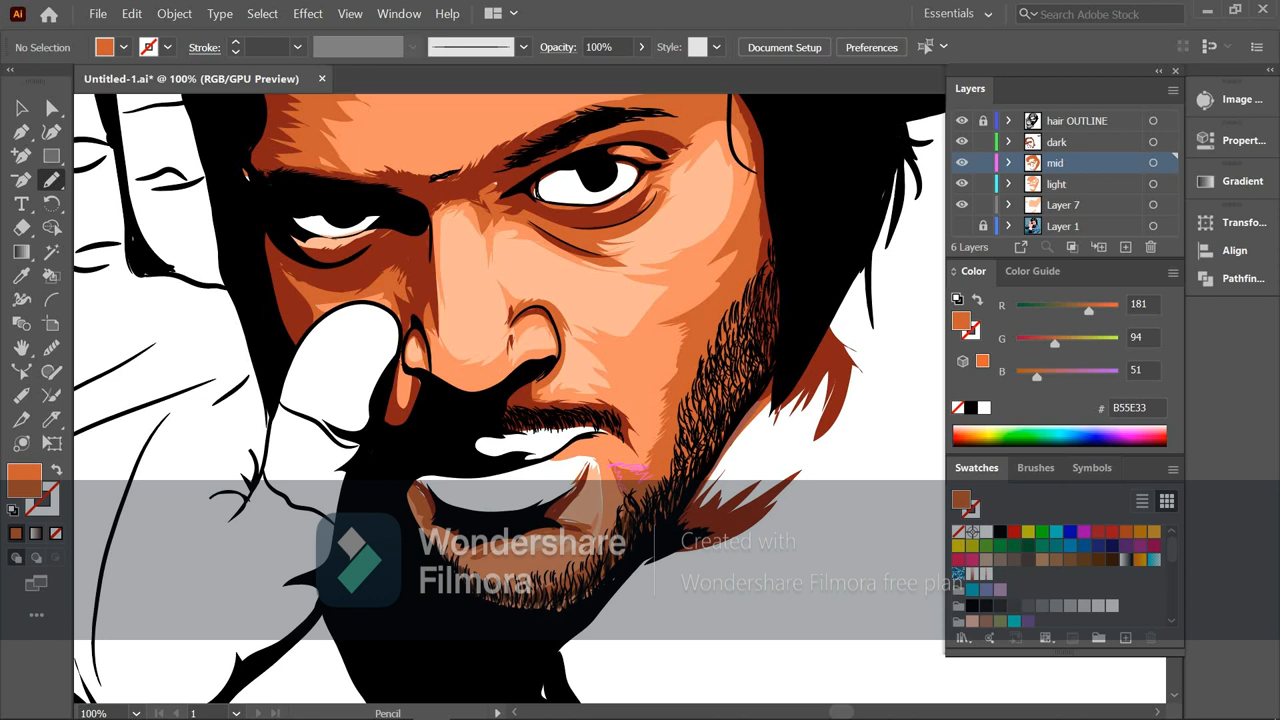 Ai File Edit Object Type Select Effect View Window Help Essentials Search Adobe Stock
No Selection Stroke: Opacity: 100% Style: Document Setup Preferences
Untitled-1.ai* @ 100% (RGB/GPU Preview)
Layers
hair OUTLINE
dark
mid
light
Layer 7
Layer 1
6 Layers
Color Color Guide
R 181
G 94
B 51
# B55E33
Swatches Brushes Symbols
Image ...
Propert...
Gradient
Transfo...
Align
Pathfin...
Wondershare
Filmora
Created with
Wondershare Filmora free plan
100% 1 Pencil